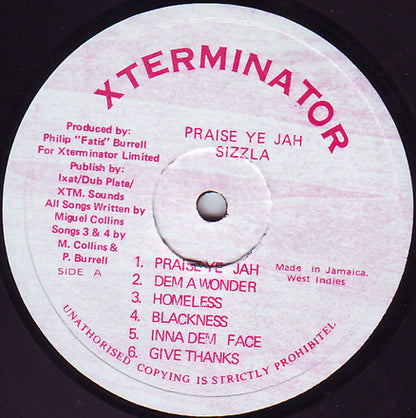 XTERMINATOR
PRAISE YE JAH
SIZZLA
Produced by:
Philip "Fatis" Burrell
For Xterminator Limited
Publish by:
Ixat/Dub Plate/
XTM. Sounds
All Songs Written by
Miguel Collins
Songs 3 & 4 by
M. Collins &
P. Burrell
SIDE A
1. PRAISE YE JAH
2. DEM A WONDER
3. HOMELESS
4. BLACKNESS
5. INNA DEM FACE
6. GIVE THANKS
Made in Jamaica,
West Indies
UNATHORISED COPYING IS STRICTLY PROHIBITEL